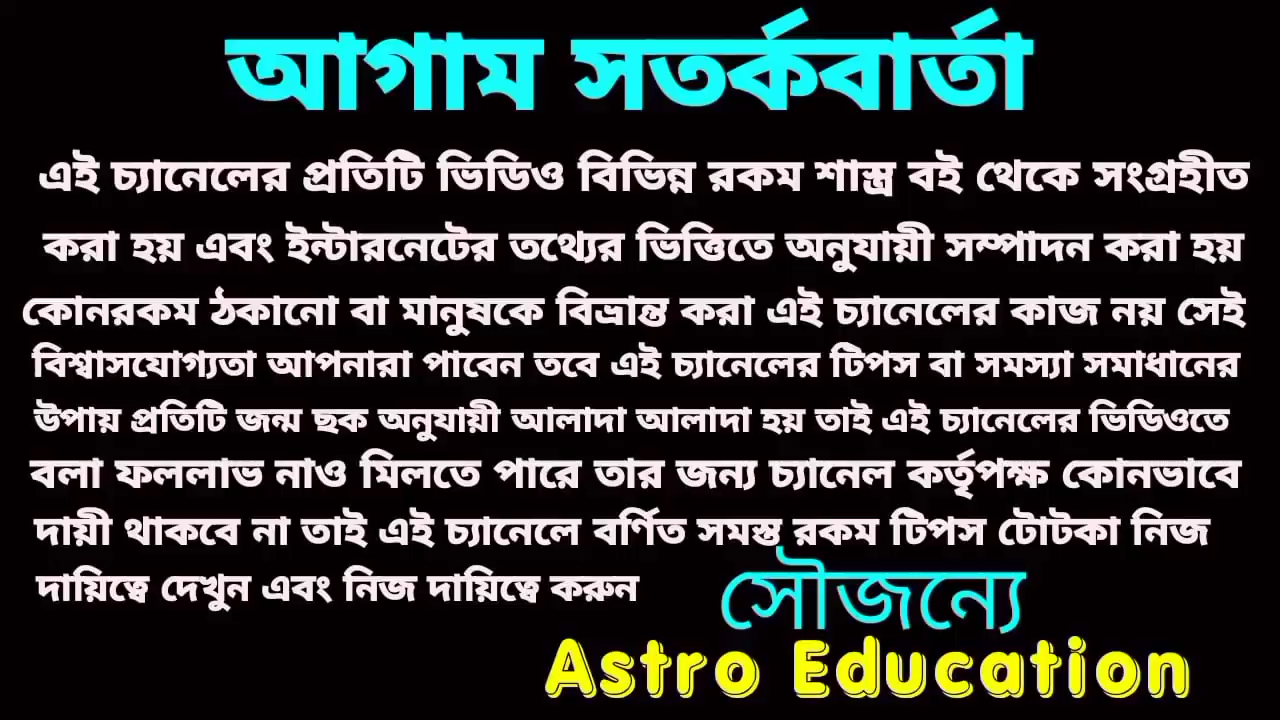 আগাম সতর্কবার্তা
এই চ্যানেলের প্রতিটি ভিডিও বিভিন্ন রকম শাস্ত্র বই থেকে সংগ্রহীত
করা হয় এবং ইন্টারনেটের তথ্যের ভিত্তিতে অনুযায়ী সম্পাদন করা হয়
কোনরকম ঠকানো বা মানুষকে বিভ্রান্ত করা এই চ্যানেলের কাজ নয় সেই
বিশ্বাসযোগ্যতা আপনারা পাবেন তবে এই চ্যানেলের টিপস বা সমস্যা সমাধানের
উপায় প্রতিটি জন্ম ছক অনুযায়ী আলাদা আলাদা হয় তাই এই চ্যানেলের ভিডিওতে
বলা ফললাভ নাও মিলতে পারে তার জন্য চ্যানেল কর্তৃপক্ষ কোনভাবে
দায়ী থাকবে না তাই এই চ্যানেলে বর্ণিত সমস্ত রকম টিপস টোটকা নিজ
দায়িত্বে দেখুন এবং নিজ দায়িত্বে করুন
সৌজন্যে
Astro Education